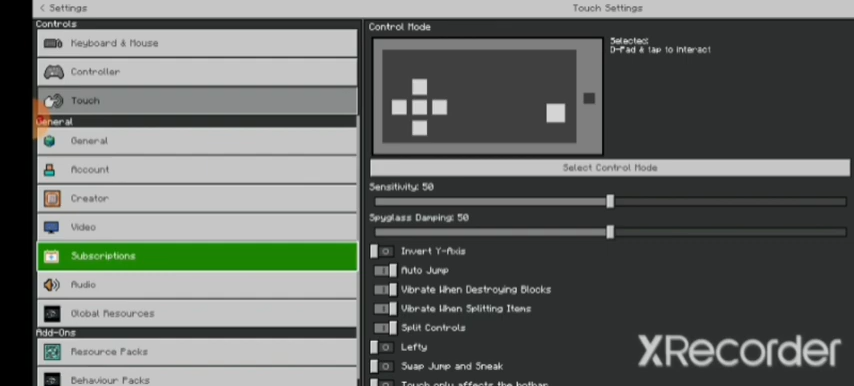 < Settings
Touch Settings
Controls
Keyboard & Mouse
Controller
Touch
General
General
Account
Creator
Video
Subscriptions
Audio
Global Resources
Add-Ons
Resource Packs
Behaviour Packs
Control Mode
Selected:
D-Pad & tap to interact
Select Control Mode
Sensitivity: 50
Spyglass Damping: 50
Invert Y-Axis
Auto Jump
Vibrate When Destroying Blocks
Vibrate When Splitting Items
Split Controls
Lefty
Swap Jump and Sneak
Touch only affects the hotbar
XRecorder